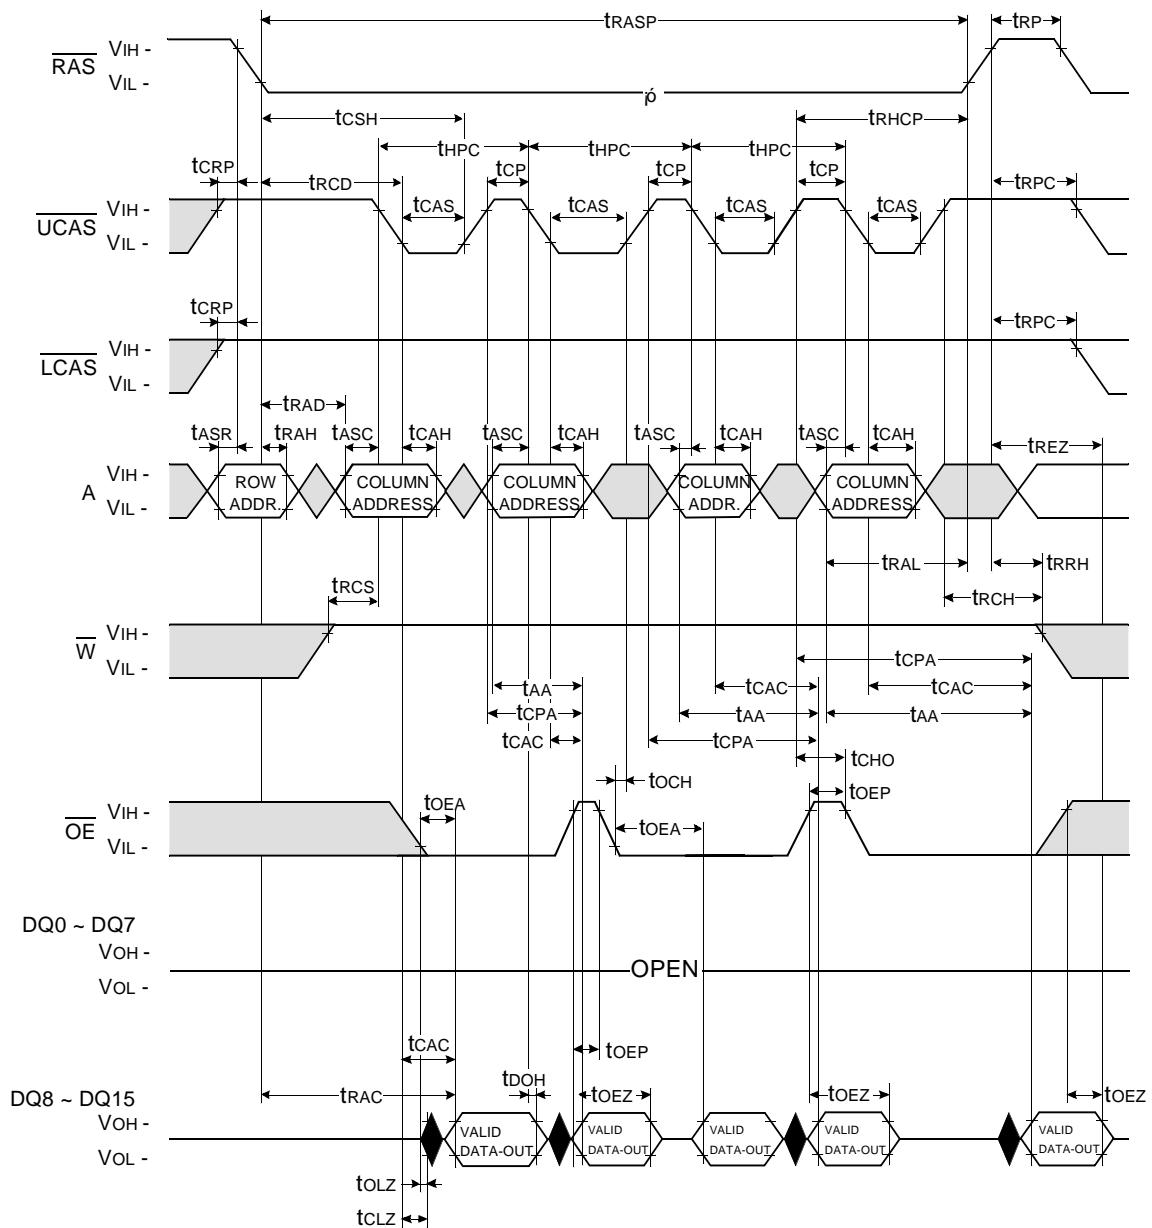 tRASP
tRP
RAS
VIH -
VIL -
tCSH
tRHCP
tHPC
tHPC
tHPC
tCRP
tRCD
tCP
tCP
tCP
tRPC
UCAS
VIH -
VIL -
tCAS
tCAS
tCAS
tCAS
tCRP
tRPC
LCAS
VIH -
VIL -
tRAD
tASR
tRAH
tASC
tCAH
tASC
tCAH
tASC
tCAH
tASC
tCAH
tREZ
A
VIH -
VIL -
ROW
ADDR.
COLUMN
ADDRESS
COLUMN
ADDRESS
COLUMN
ADDR.
COLUMN
ADDRESS
tRAL
tRRH
tRCS
tRCH
W
VIH -
VIL -
tCPA
tAA
tCAC
tCAC
tCPA
tAA
tAA
tCAC
tCPA
tCHO
tOCH
tOEP
OE
VIH -
VIL -
tOEA
tOEA
DQ0 ~ DQ7
VOH -
VOL -
OPEN
tCAC
tOEP
tDOH
DQ8 ~ DQ15
tRAC
tOEZ
tOEZ
tOEZ
VOH -
VOL -
VALID
DATA-OUT
VALID
DATA-OUT
VALID
DATA-OUT
VALID
DATA-OUT
VALID
DATA-OUT
tOLZ
tCLZ